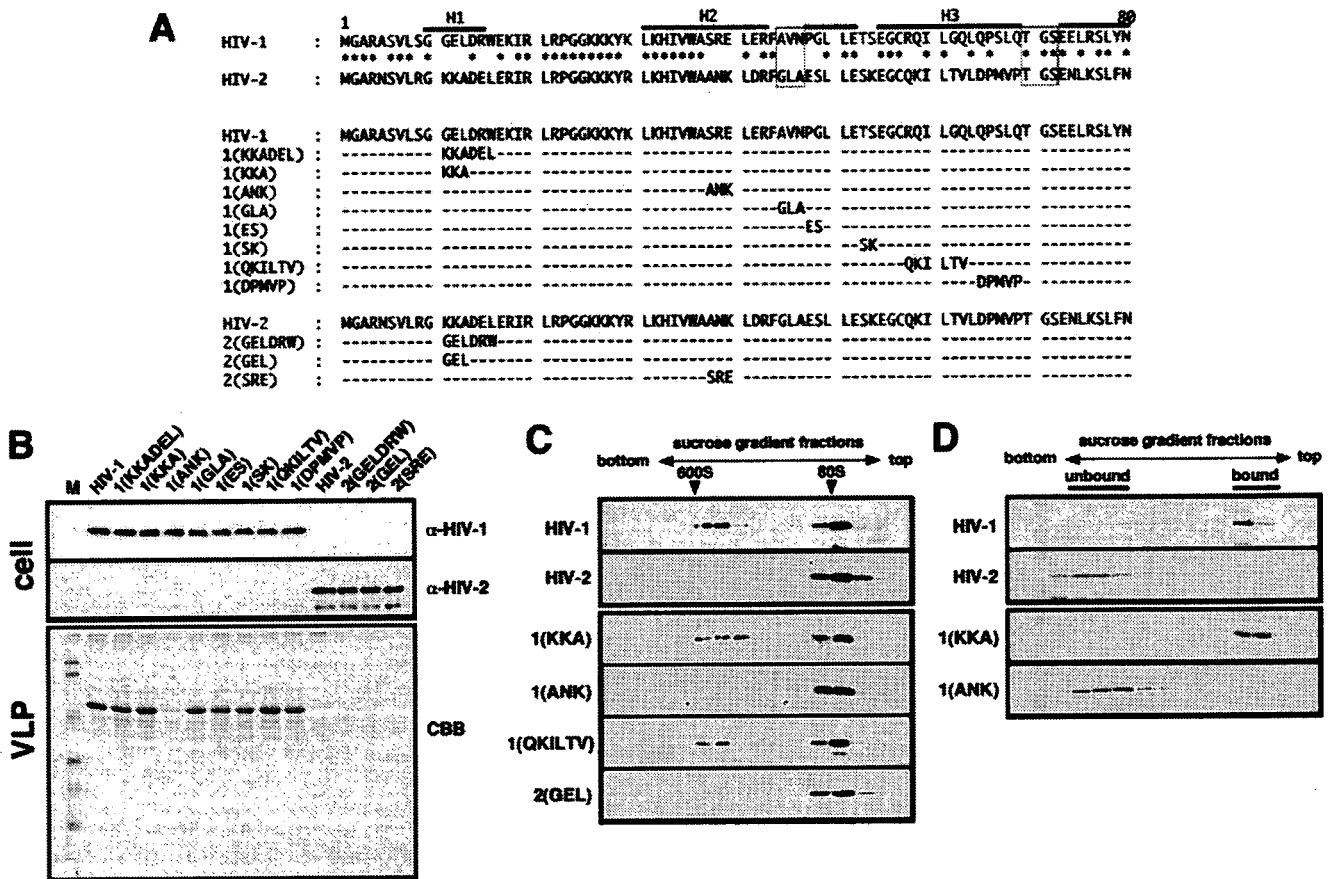 A
1 H1 H2 H3 80
HIV-1 : MGARASVLSG GELDRWEKIR LRPGGKKKYK LKHIVWASRE LERFAVNPGL LETSEGCRQI LGQLQPSLQT GSEELRSLYN
HIV-2 : MGARNSVLRG KKADELERIR LRPGGKKKYR LKHIVWAANK LDRFGLAESL LESKEGCQKI LTVLDPMVPT GSENLKSLFN
HIV-1 : MGARASVLSG GELDRWEKIR LRPGGKKKYK LKHIVWASRE LERFAVNPGL LETSEGCRQI LGQLQPSLQT GSEELRSLYN
1(KKADEL) : ---------- KKADEL---- ---------- ---------- ---------- ---------- ---------- ----------
1(KKA) : ---------- KKA------- ---------- ---------- ---------- ---------- ---------- ----------
1(ANK) : ---------- ---------- ---------- -------ANK ---------- ---------- ---------- ----------
1(GLA) : ---------- ---------- ---------- ---------- ----GLA--- ---------- ---------- ----------
1(ES) : ---------- ---------- ---------- ---------- -------ES- ---------- ---------- ----------
1(SK) : ---------- ---------- ---------- ---------- ---------- --SK------ ---------- ----------
1(QKILTV) : ---------- ---------- ---------- ---------- ---------- -------QKI LTV------- ----------
1(DPMVP) : ---------- ---------- ---------- ---------- ---------- ---------- ----DPMVP- ----------
HIV-2 : MGARNSVLRG KKADELERIR LRPGGKKKYR LKHIVWAANK LDRFGLAESL LESKEGCQKI LTVLDPMVPT GSENLKSLFN
2(GELDRW) : ---------- GELDRW---- ---------- ---------- ---------- ---------- ---------- ----------
2(GEL) : ---------- GEL------- ---------- ---------- ---------- ---------- ---------- ----------
2(SRE) : ---------- ---------- ---------- -------SRE ---------- ---------- ---------- ----------
B
M HIV-1 1(KKADEL) 1(KKA) 1(ANK) 1(GLA) 1(ES) 1(SK) 1(QKILTV) 1(DPMVP) HIV-2 2(GELDRW) 2(GEL) 2(SRE)
cell
α-HIV-1
α-HIV-2
VLP
CBB
C
sucrose gradient fractions
bottom top
600S 80S
HIV-1
HIV-2
1(KKA)
1(ANK)
1(QKILTV)
2(GEL)
D
sucrose gradient fractions
bottom top
unbound bound
HIV-1
HIV-2
1(KKA)
1(ANK)